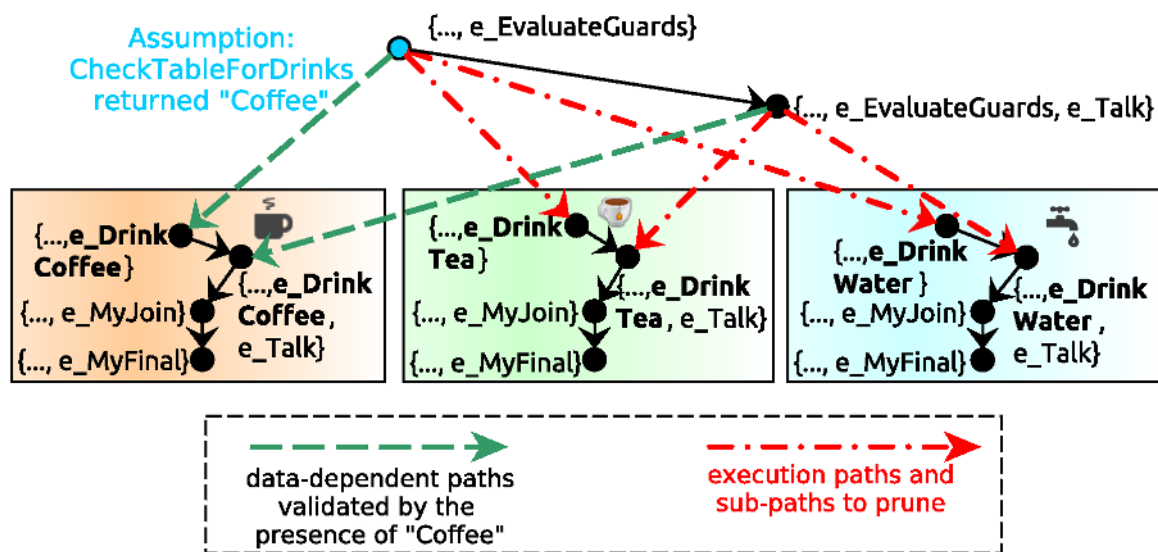 {..., e_EvaluateGuards}
Assumption:
CheckTableForDrinks
returned "Coffee"
{..., e_EvaluateGuards, e_Talk}
{...,e_Drink
Coffee}
{...,e_Drink
Coffee,
e_Talk}
{..., e_MyJoin}
{..., e_MyFinal}
{...,e_Drink
Tea}
{...,e_Drink
Tea, e_Talk}
{..., e_MyJoin}
{..., e_MyFinal}
{...,e_Drink
Water}
{...,e_Drink
Water,
e_Talk}
{..., e_MyJoin}
{..., e_MyFinal}
data-dependent paths
validated by the
presence of "Coffee"
execution paths and
sub-paths to prune